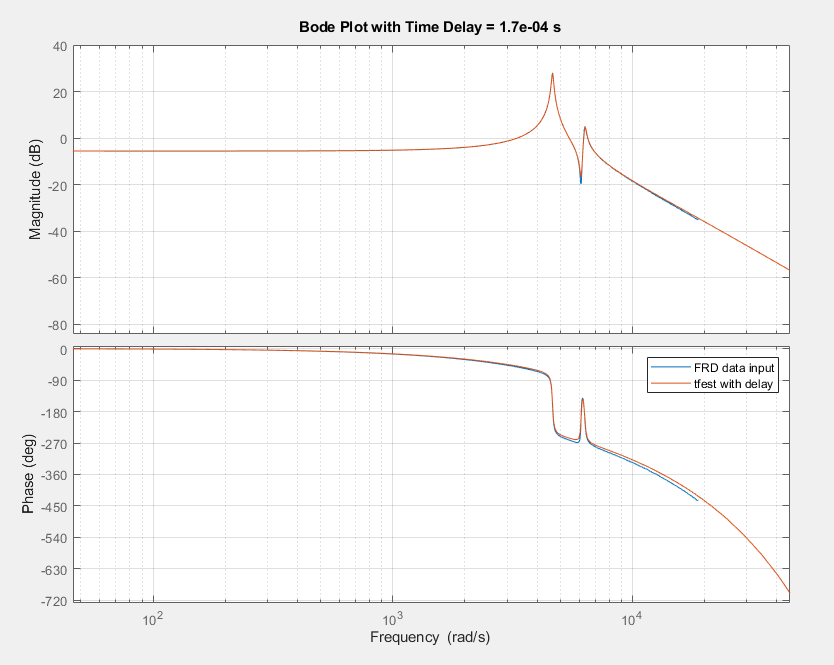 Bode Plot with Time Delay = 1.7e-04 s
40
20
0
-20
-40
-60
-80
Magnitude (dB)
0
-90
-180
-270
-360
-450
-540
-630
-720
Phase (deg)
FRD data input
tfest with delay
10² 10³ 10⁴
Frequency (rad/s)